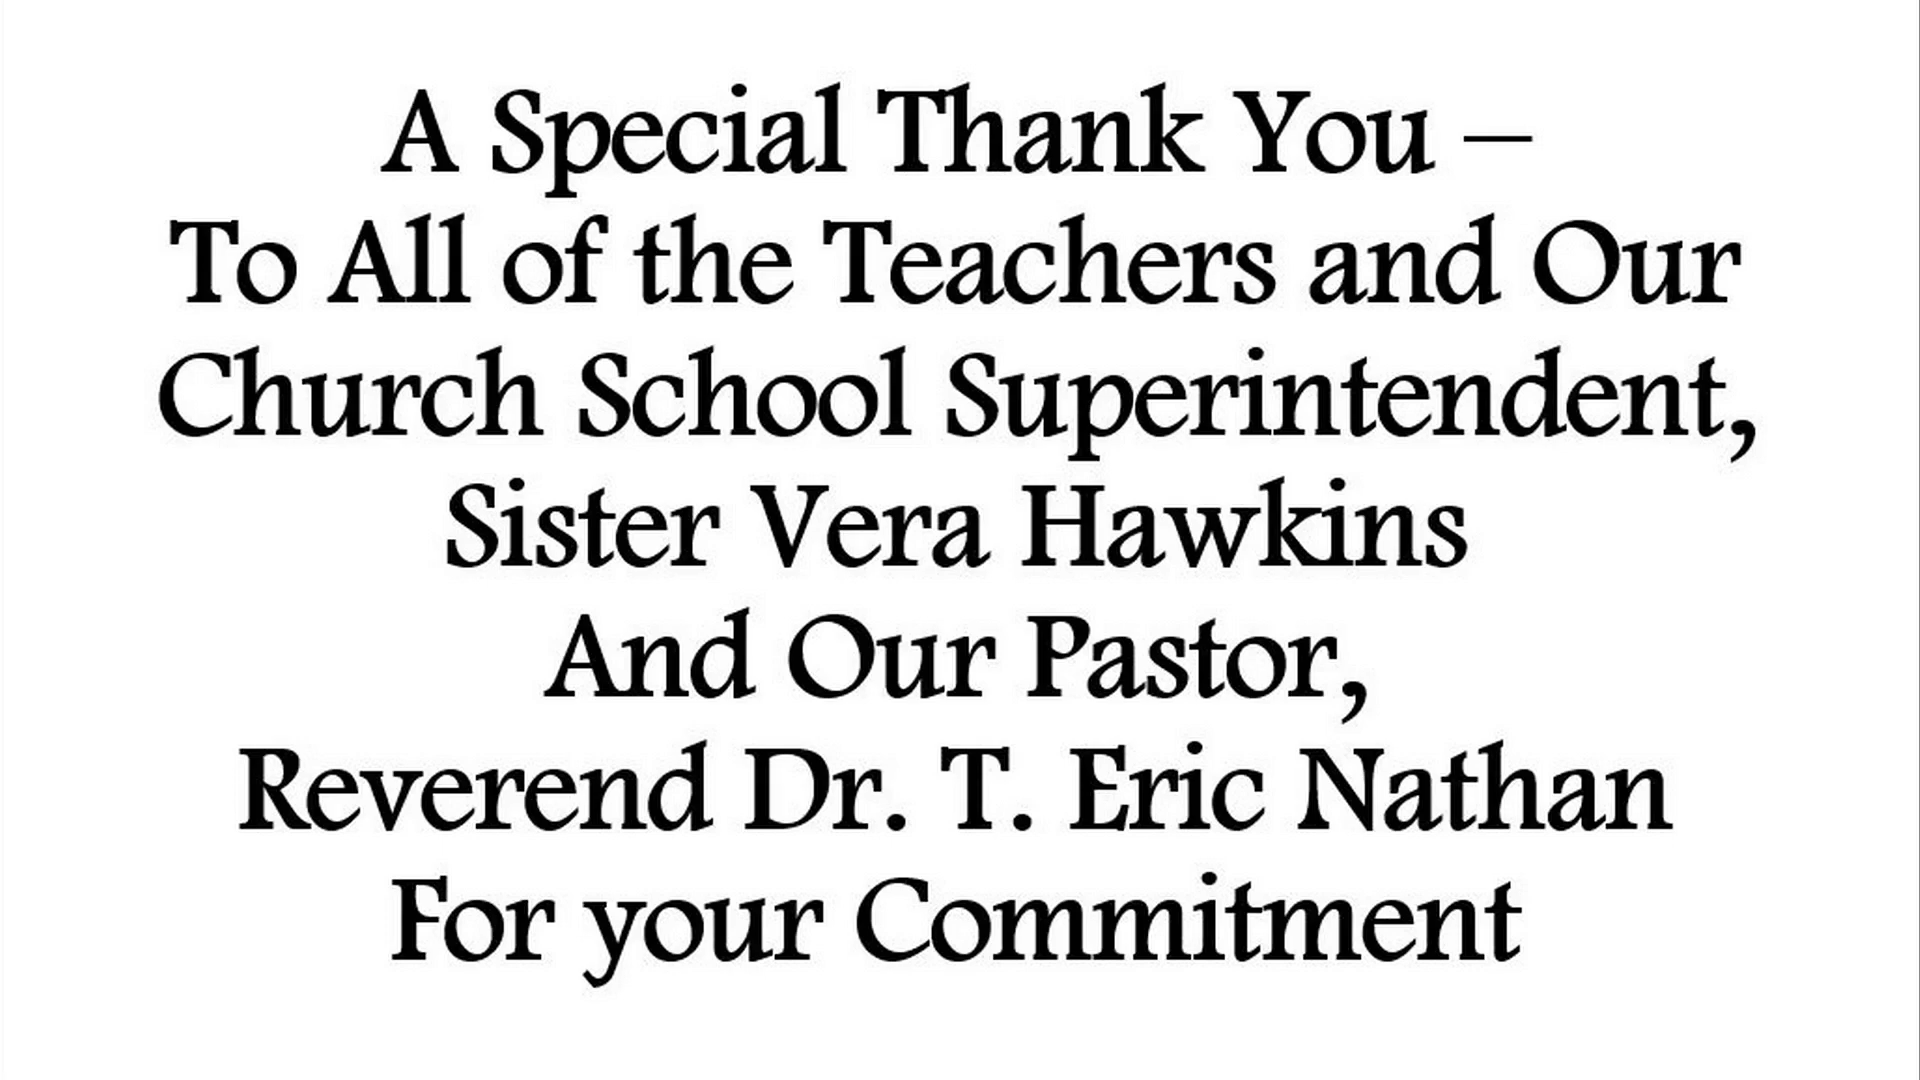 A Special Thank You –
To All of the Teachers and Our
Church School Superintendent,
Sister Vera Hawkins
And Our Pastor,
Reverend Dr. T. Eric Nathan
For your Commitment